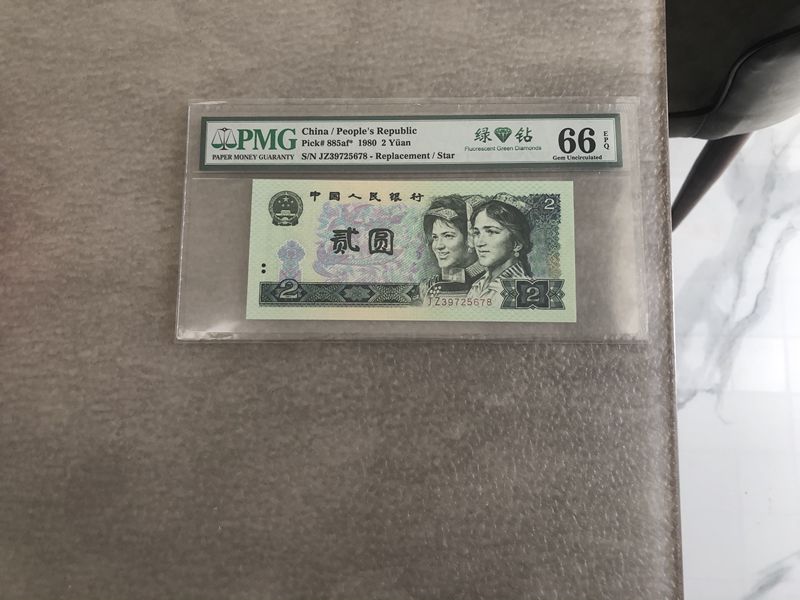 PMG
PAPER MONEY GUARANTY
China / People's Republic
Pick# 885af* 1980 2 Yüan
S/N JZ39725678 - Replacement / Star
绿 钻
Fluorescent Green Diamonds
66 EPQ
Gem Uncirculated
中国人民银行
2
贰圆
2
JZ39725678
2